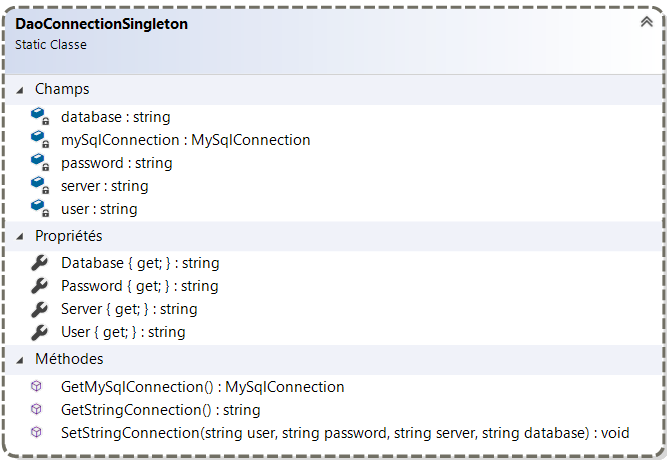 DaoConnectionSingleton
Static Classe
Champs
database : string
mySqlConnection : MySqlConnection
password : string
server : string
user : string
Propriétés
Database { get; } : string
Password { get; } : string
Server { get; } : string
User { get; } : string
Méthodes
GetMySqlConnection() : MySqlConnection
GetStringConnection() : string
SetStringConnection(string user, string password, string server, string database) : void